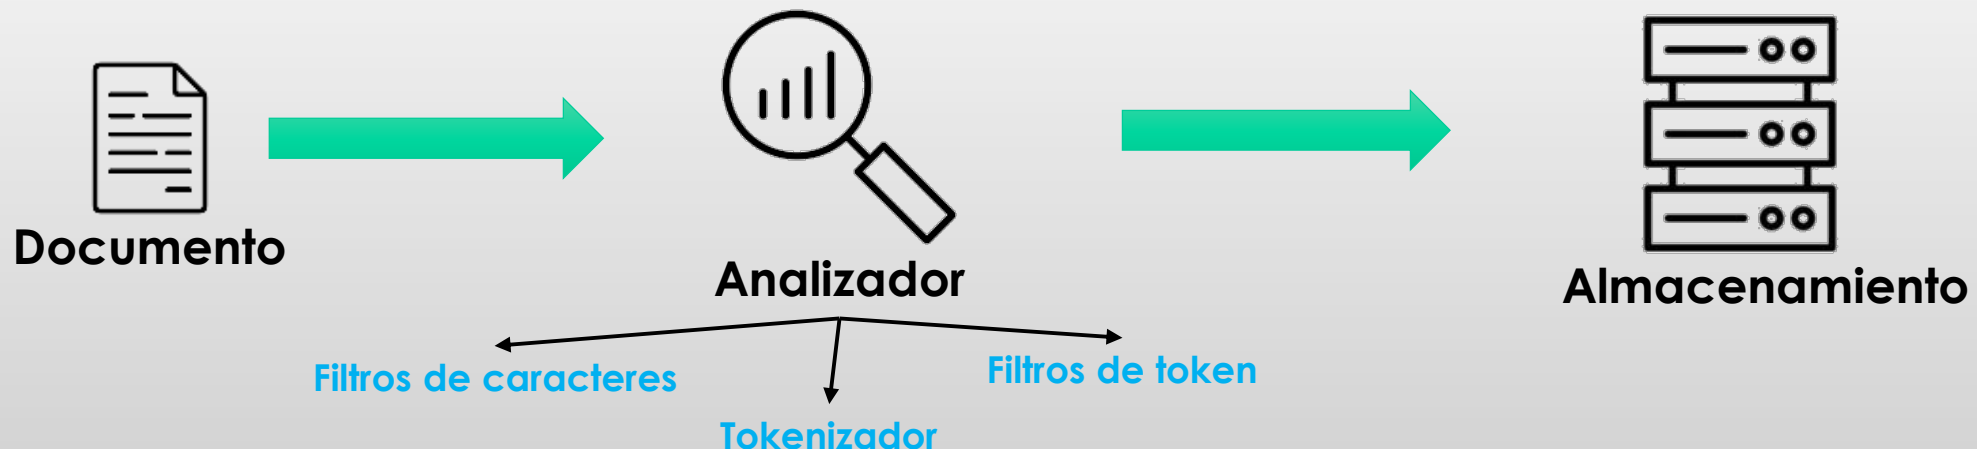 Documento
Analizador
Almacenamiento
Filtros de caracteres
Tokenizador
Filtros de token